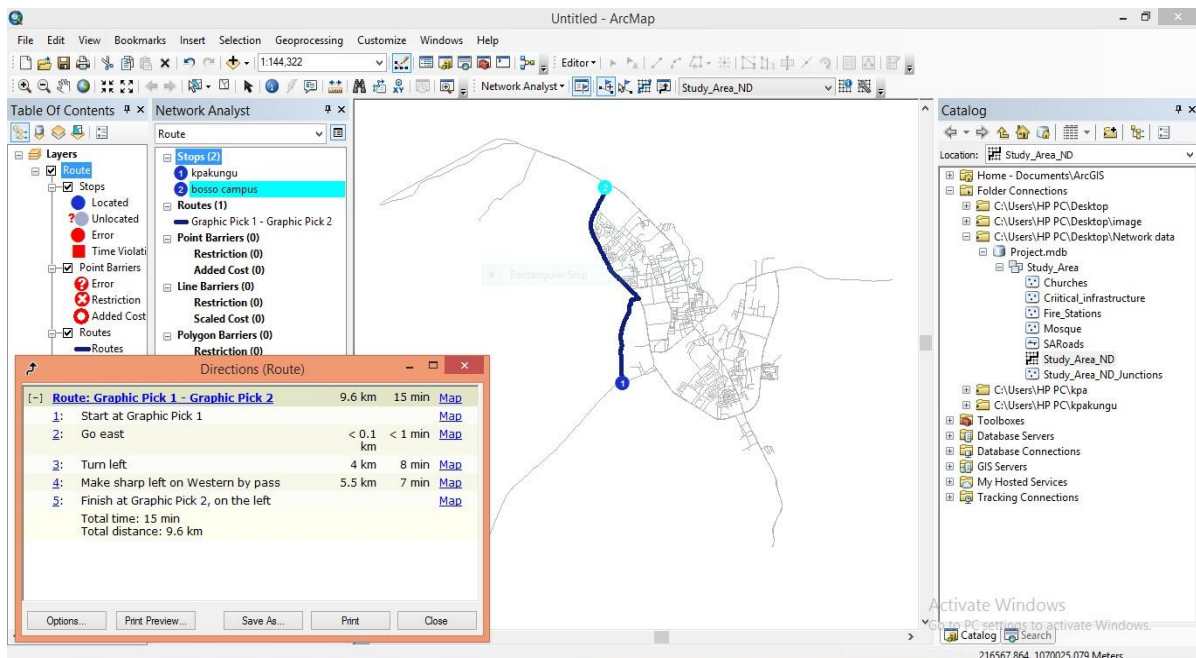 Untitled - ArcMap
File Edit View Bookmarks Insert Selection Geoprocessing Customize Windows Help
1:144,322
Editor
Network Analyst
Study_Area_ND
Table Of Contents
Layers
Route
Stops
Located
Unlocated
Error
Time Violati
Point Barriers
Error
Restriction
Added Cost
Routes
Routes
Network Analyst
Route
Stops (2)
1 kpakungu
2 bosso campus
Routes (1)
Graphic Pick 1 - Graphic Pick 2
Point Barriers (0)
Restriction (0)
Added Cost (0)
Line Barriers (0)
Restriction (0)
Scaled Cost (0)
Polygon Barriers (0)
Restriction (0)
2
Rectangular Snip
1
Directions (Route)
[-] Route: Graphic Pick 1 - Graphic Pick 2 9.6 km 15 min Map
1: Start at Graphic Pick 1 Map
2: Go east < 0.1 km < 1 min Map
3: Turn left 4 km 8 min Map
4: Make sharp left on Western by pass 5.5 km 7 min Map
5: Finish at Graphic Pick 2, on the left Map
Total time: 15 min
Total distance: 9.6 km
Options... Print Preview... Save As... Print Close
Catalog
Location: Study_Area_ND
Home - Documents\ArcGIS
Folder Connections
C:\Users\HP PC\Desktop
C:\Users\HP PC\Desktop\image
C:\Users\HP PC\Desktop\Network data
Project.mdb
Study_Area
Churches
Criitical_infrastructure
Fire_Stations
Mosque
SARoads
Study_Area_ND
Study_Area_ND_Junctions
C:\Users\HP PC\kpa
C:\Users\HP PC\kpakungu
Toolboxes
Database Servers
Database Connections
GIS Servers
My Hosted Services
Tracking Connections
Activate Windows
Go to PC settings to activate Windows.
Catalog Search
216567.864 1070025.079 Meters